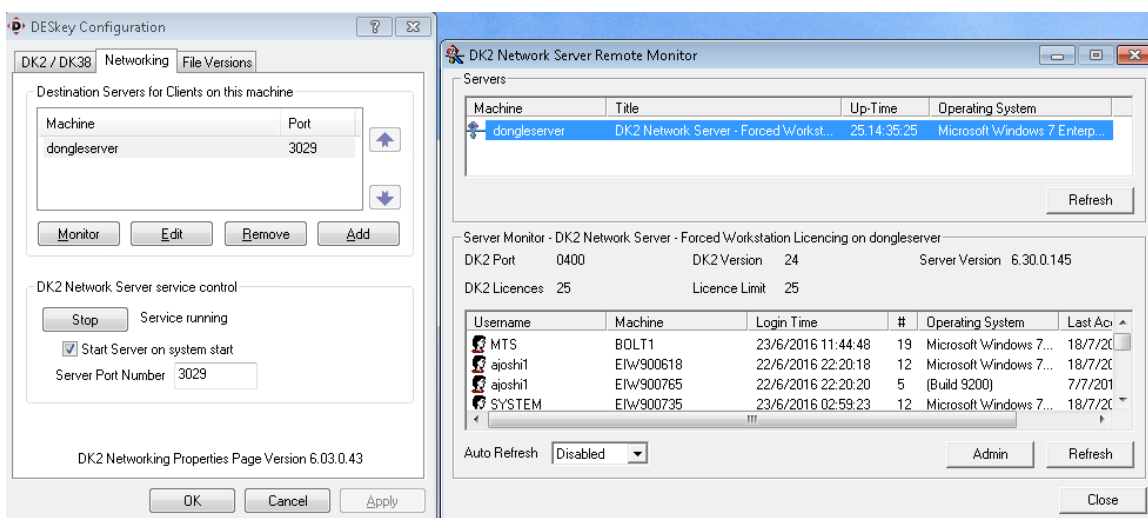 DESkey Configuration
DK2 / DK38 Networking File Versions
Destination Servers for Clients on this machine
Machine Port
dongleserver 3029
Monitor Edit Remove Add
DK2 Network Server service control
Stop Service running
Start Server on system start
Server Port Number 3029
DK2 Networking Properties Page Version 6.03.0.43
OK Cancel Apply
DK2 Network Server Remote Monitor
Servers
Machine Title Up-Time Operating System
dongleserver DK2 Network Server - Forced Workst... 25.14:35:25 Microsoft Windows 7 Enterp...
Refresh
Server Monitor - DK2 Network Server - Forced Workstation Licencing on dongleserver
DK2 Port 0400 DK2 Version 24 Server Version 6.30.0.145
DK2 Licences 25 Licence Limit 25
Username Machine Login Time # Operating System Last Acc
MTS BOLT1 23/6/2016 11:44:48 19 Microsoft Windows 7... 18/7/20
ajoshi1 EIW900618 22/6/2016 22:20:18 12 Microsoft Windows 7... 18/7/20
ajoshi1 EIW900765 22/6/2016 22:20:20 5 (Build 9200) 7/7/201
SYSTEM EIW900735 23/6/2016 02:59:23 12 Microsoft Windows 7... 18/7/20
Auto Refresh Disabled Admin Refresh
Close